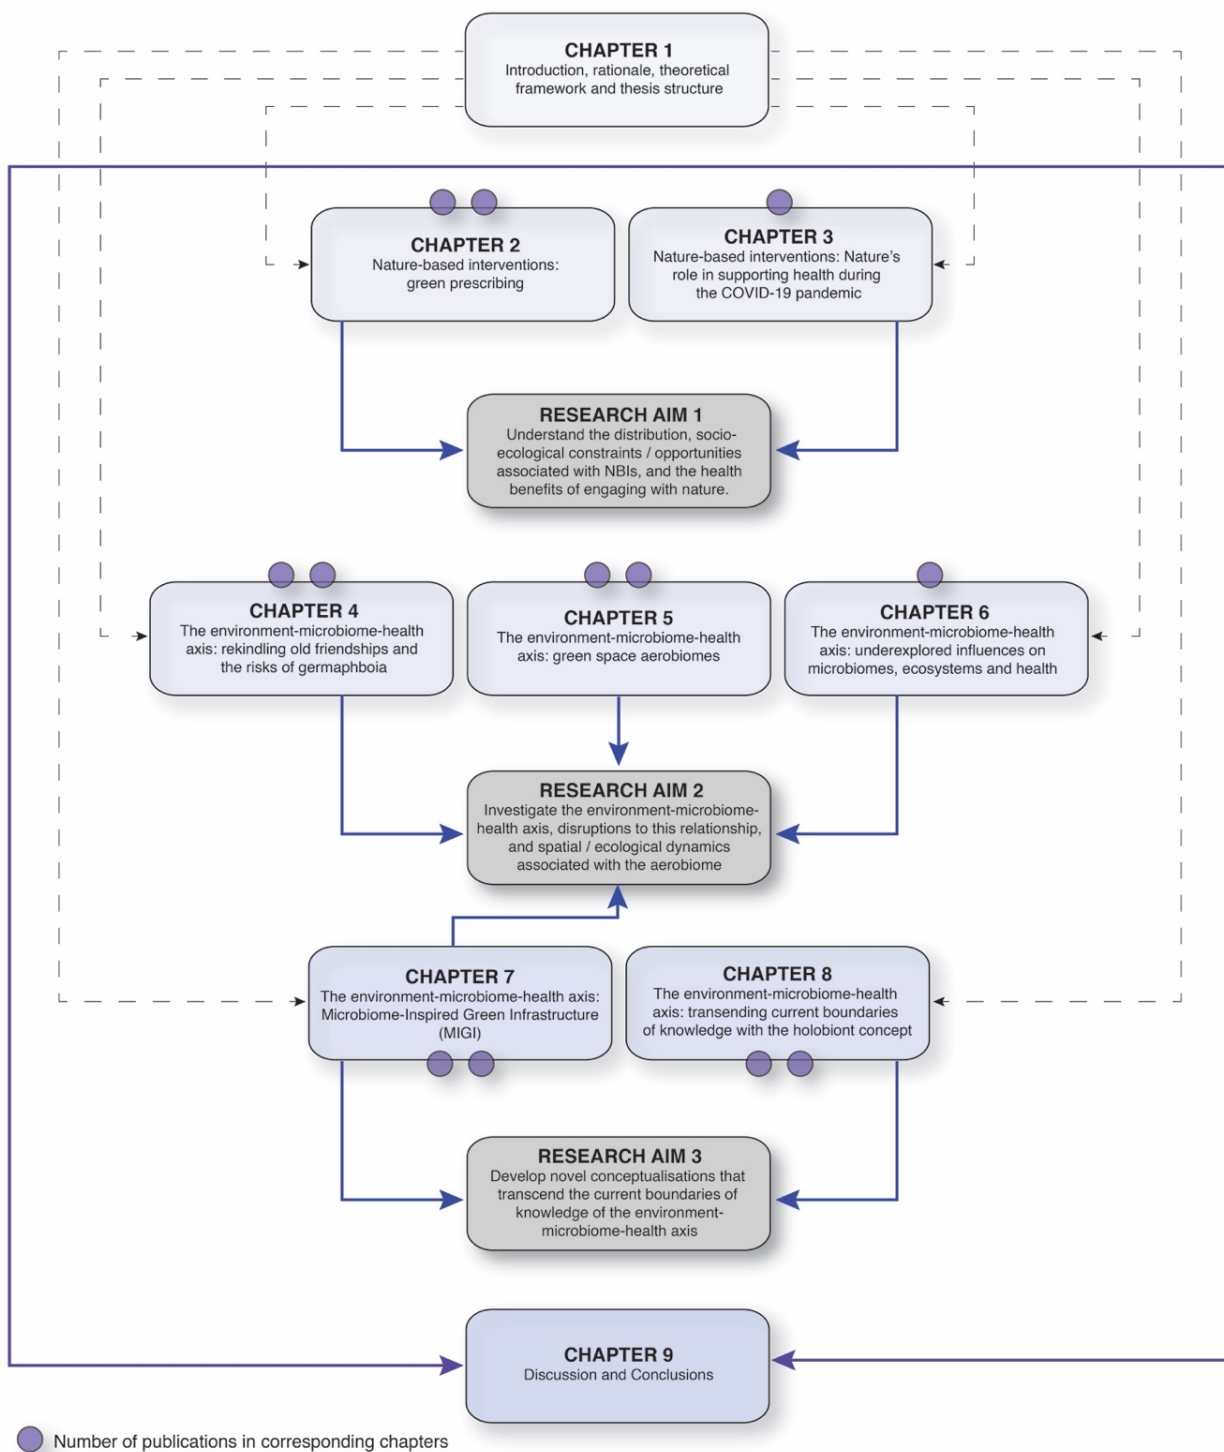 CHAPTER 1
Introduction, rationale, theoretical
framework and thesis structure
CHAPTER 2
Nature-based interventions:
green prescribing
CHAPTER 3
Nature-based interventions: Nature's
role in supporting health during
the COVID-19 pandemic
RESEARCH AIM 1
Understand the distribution, socio-
ecological constraints / opportunities
associated with NBIs, and the health
benefits of engaging with nature.
CHAPTER 4
The environment-microbiome-health
axis: rekindling old friendships and
the risks of germaphboia
CHAPTER 5
The environment-microbiome-health
axis: green space aerobiomes
CHAPTER 6
The environment-microbiome-health
axis: underexplored influences on
microbiomes, ecosystems and health
RESEARCH AIM 2
Investigate the environment-microbiome-
health axis, disruptions to this relationship,
and spatial / ecological dynamics
associated with the aerobiome
CHAPTER 7
The environment-microbiome-health axis:
Microbiome-Inspired Green Infrastructure
(MIGI)
CHAPTER 8
The environment-microbiome-health
axis: transending current boundaries
of knowledge with the holobiont concept
RESEARCH AIM 3
Develop novel conceptualisations that
transcend the current boundaries of
knowledge of the environment-
microbiome-health axis
CHAPTER 9
Discussion and Conclusions
Number of publications in corresponding chapters